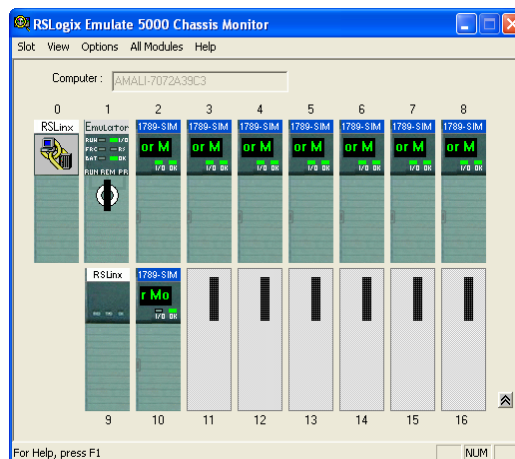 RSLogix Emulate 5000 Chassis Monitor
Slot View Options All Modules Help
Computer : AMALI-7072A39C3
0 1 2 3 4 5 6 7 8
RSLinx Emulator 1789-SIM 1789-SIM 1789-SIM 1789-SIM 1789-SIM 1789-SIM 1789-SIM
RUN I/O
FRC RS
BAT OK
or M or M or M or M or M or M or M
I/O OK I/O OK I/O OK I/O OK I/O OK I/O OK I/O OK
RUN REM PR
RSLinx 1789-SIM
r Mo
I/O OK
9 10 11 12 13 14 15 16
For Help, press F1
NUM